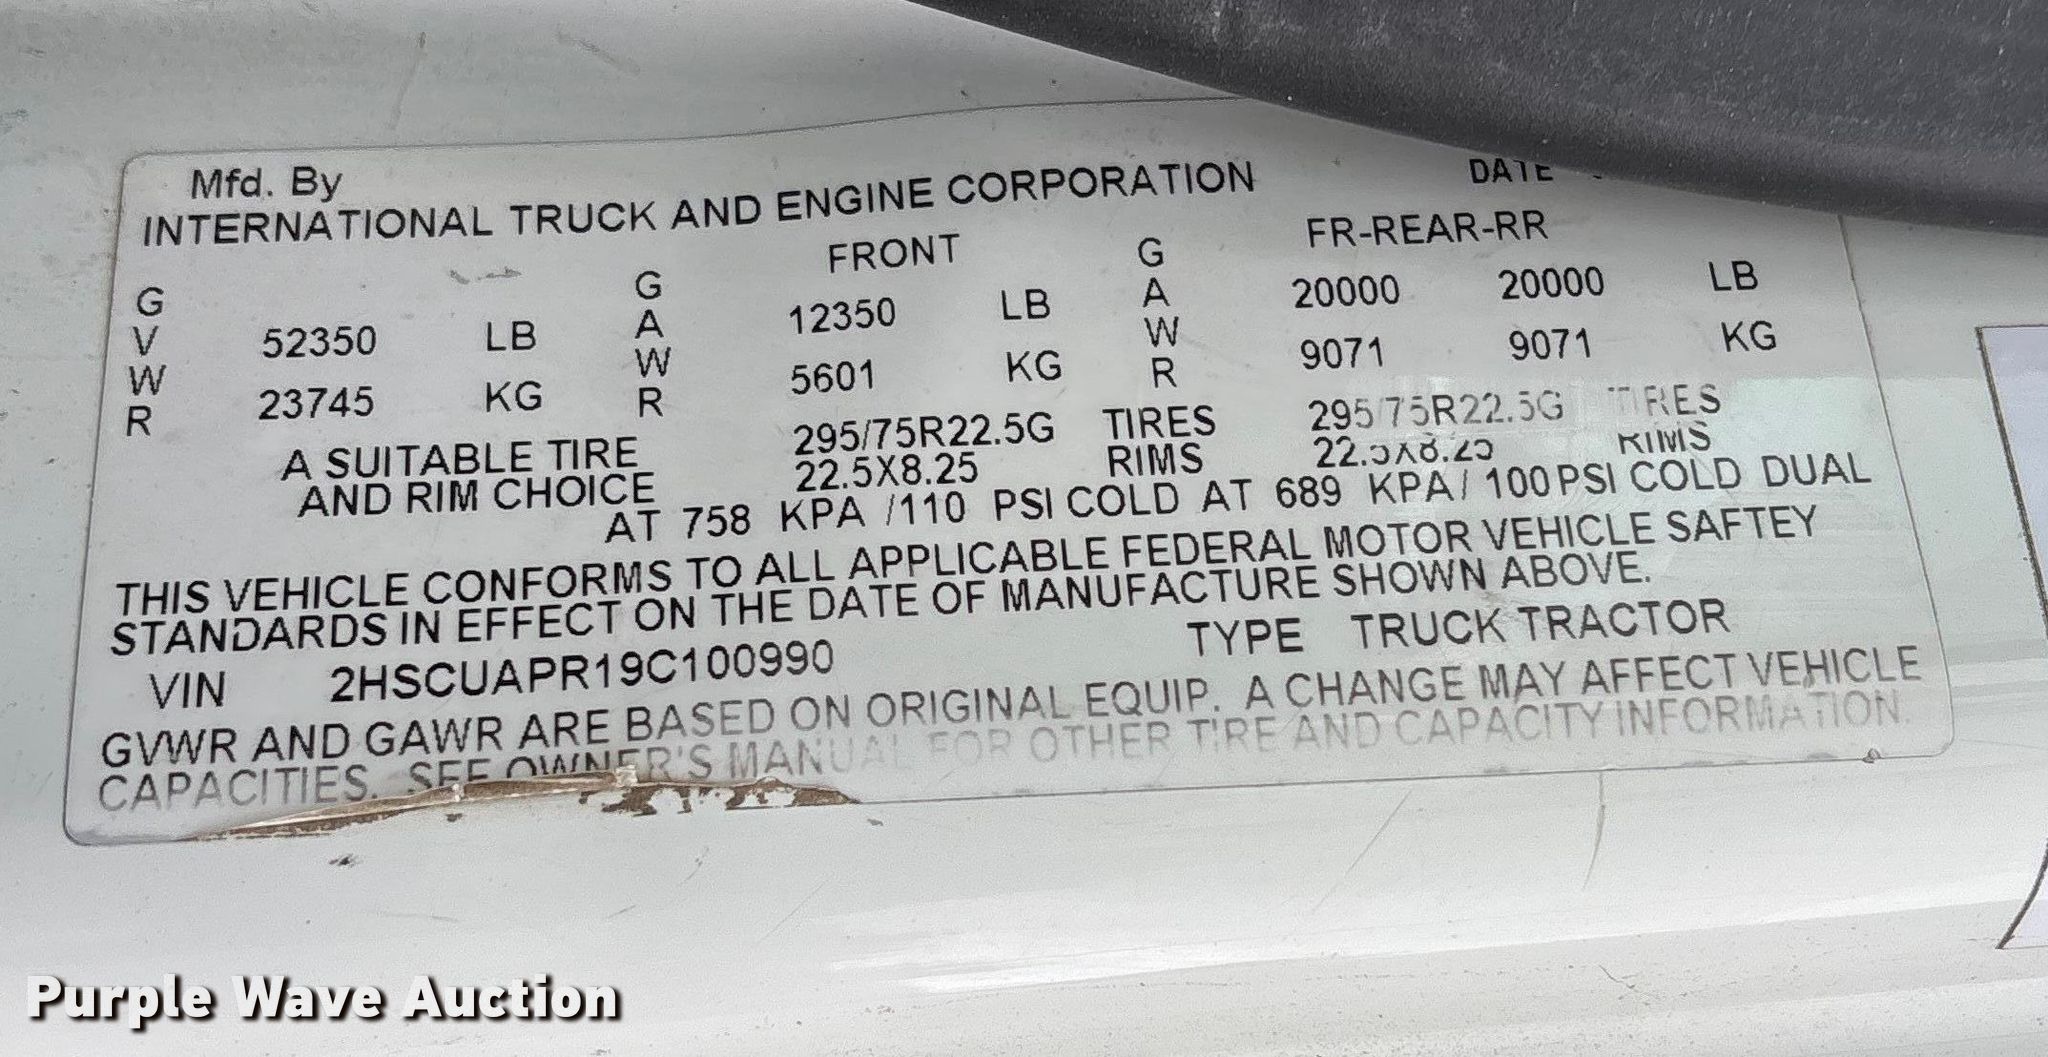 Mfd. By
INTERNATIONAL TRUCK AND ENGINE CORPORATION DATE
FRONT FR-REAR-RR
GVWR 52350 LB GAWR 12350 LB GAWR 20000 20000 LB
23745 KG 5601 KG 9071 9071 KG
A SUITABLE TIRE 295/75R22.5G TIRES 295/75R22.5G TIRES
AND RIM CHOICE 22.5X8.25 RIMS 22.5X8.25 RIMS
AT 758 KPA /110 PSI COLD AT 689 KPA/ 100 PSI COLD DUAL
THIS VEHICLE CONFORMS TO ALL APPLICABLE FEDERAL MOTOR VEHICLE SAFTEY
STANDARDS IN EFFECT ON THE DATE OF MANUFACTURE SHOWN ABOVE.
VIN 2HSCUAPR19C100990 TYPE TRUCK TRACTOR
GVWR AND GAWR ARE BASED ON ORIGINAL EQUIP. A CHANGE MAY AFFECT VEHICLE
CAPACITIES. SEE OWNER'S MANUAL FOR OTHER TIRE AND CAPACITY INFORMATION.
Purple Wave Auction